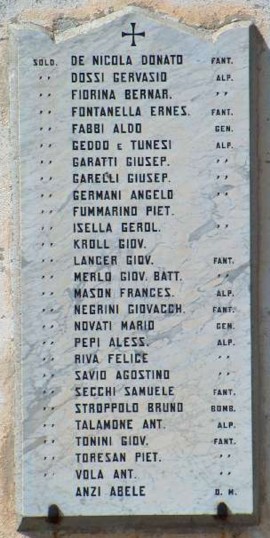 SOLD. DE NICOLA DONATO FANT.
,, DOSSI GERVASIO ALP.
,, FIORINA BERNAR. ,,
,, FONTANELLA ERNES. FANT.
,, FABBI ALDO GEN.
,, GEDDO E TUNESI ALP.
,, GARATTI GIUSEP. ,,
,, GARELLI GIUSEP. ,,
,, GERMANI ANGELO ,,
,, FUMMARINO PIET. ,,
,, ISELLA GEROL. ,,
,, KROLL GIOV.
,, LANCER GIOV. FANT.
,, MERLO GIOV. BATT. ,,
,, MASON FRANCES. ALP.
,, NEGRINI GIOVACCH. FANT.
,, NOVATI MARIO GEN.
,, PEPI ALESS. ALP.
,, RIVA FELICE ,,
,, SAVIO AGOSTINO ,,
,, SECCHI SAMUELE FANT.
,, STROPPOLO BRUNO BOMB.
,, TALAMONE ANT. ALP.
,, TONINI GIOV. FANT.
,, TORESAN PIET. ,,
,, VOLA ANT. ,,
ANZI ABELE D. M.